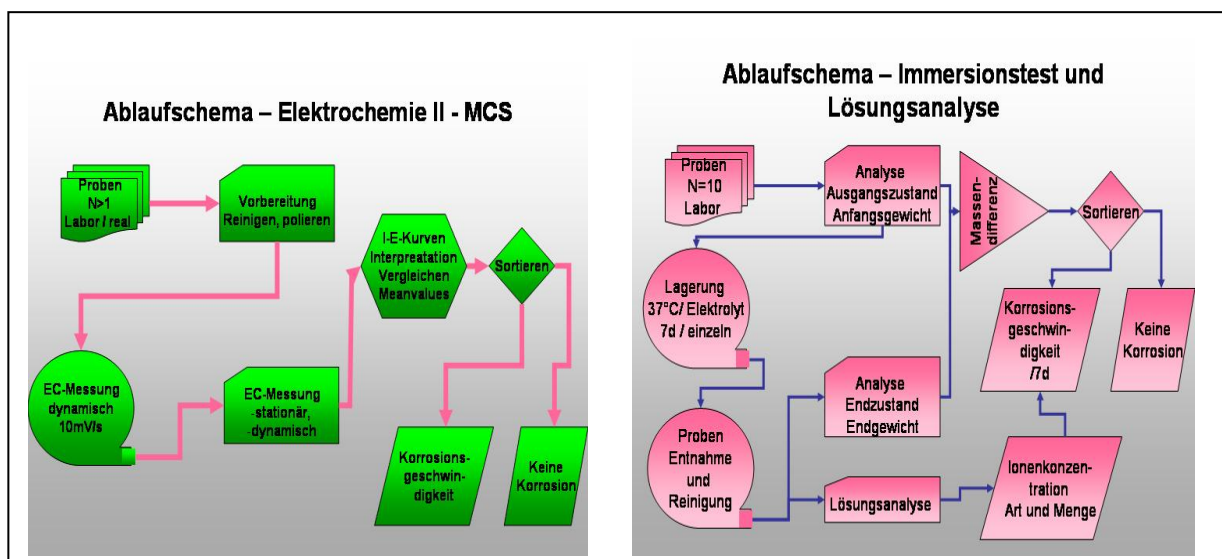 Ablaufschema – Elektrochemie II - MCS
Proben
N>1
Labor / real
Vorbereitung
Reinigen, polieren
I-E-Kurven
Interpreatation
Vergleichen
Meanvalues
Sortieren
EC-Messung
dynamisch
10mV/s
EC-Messung
-stationär,
-dynamisch
Korrosions-
geschwin-
digkeit
Keine
Korrosion
Ablaufschema – Immersionstest und
Lösungsanalyse
Proben
N=10
Labor
Analyse
Ausgangszustand
Anfangsgewicht
Massen-
differenz
Sortieren
Lagerung
37°C/ Elektrolyt
7d / einzeln
Korrosions-
geschwin-
digkeit
/7d
Keine
Korrosion
Analyse
Endzustand
Endgewicht
Proben
Entnahme
und
Reinigung
Lösungsanalyse
Ionenkonzen-
tration
Art und Menge